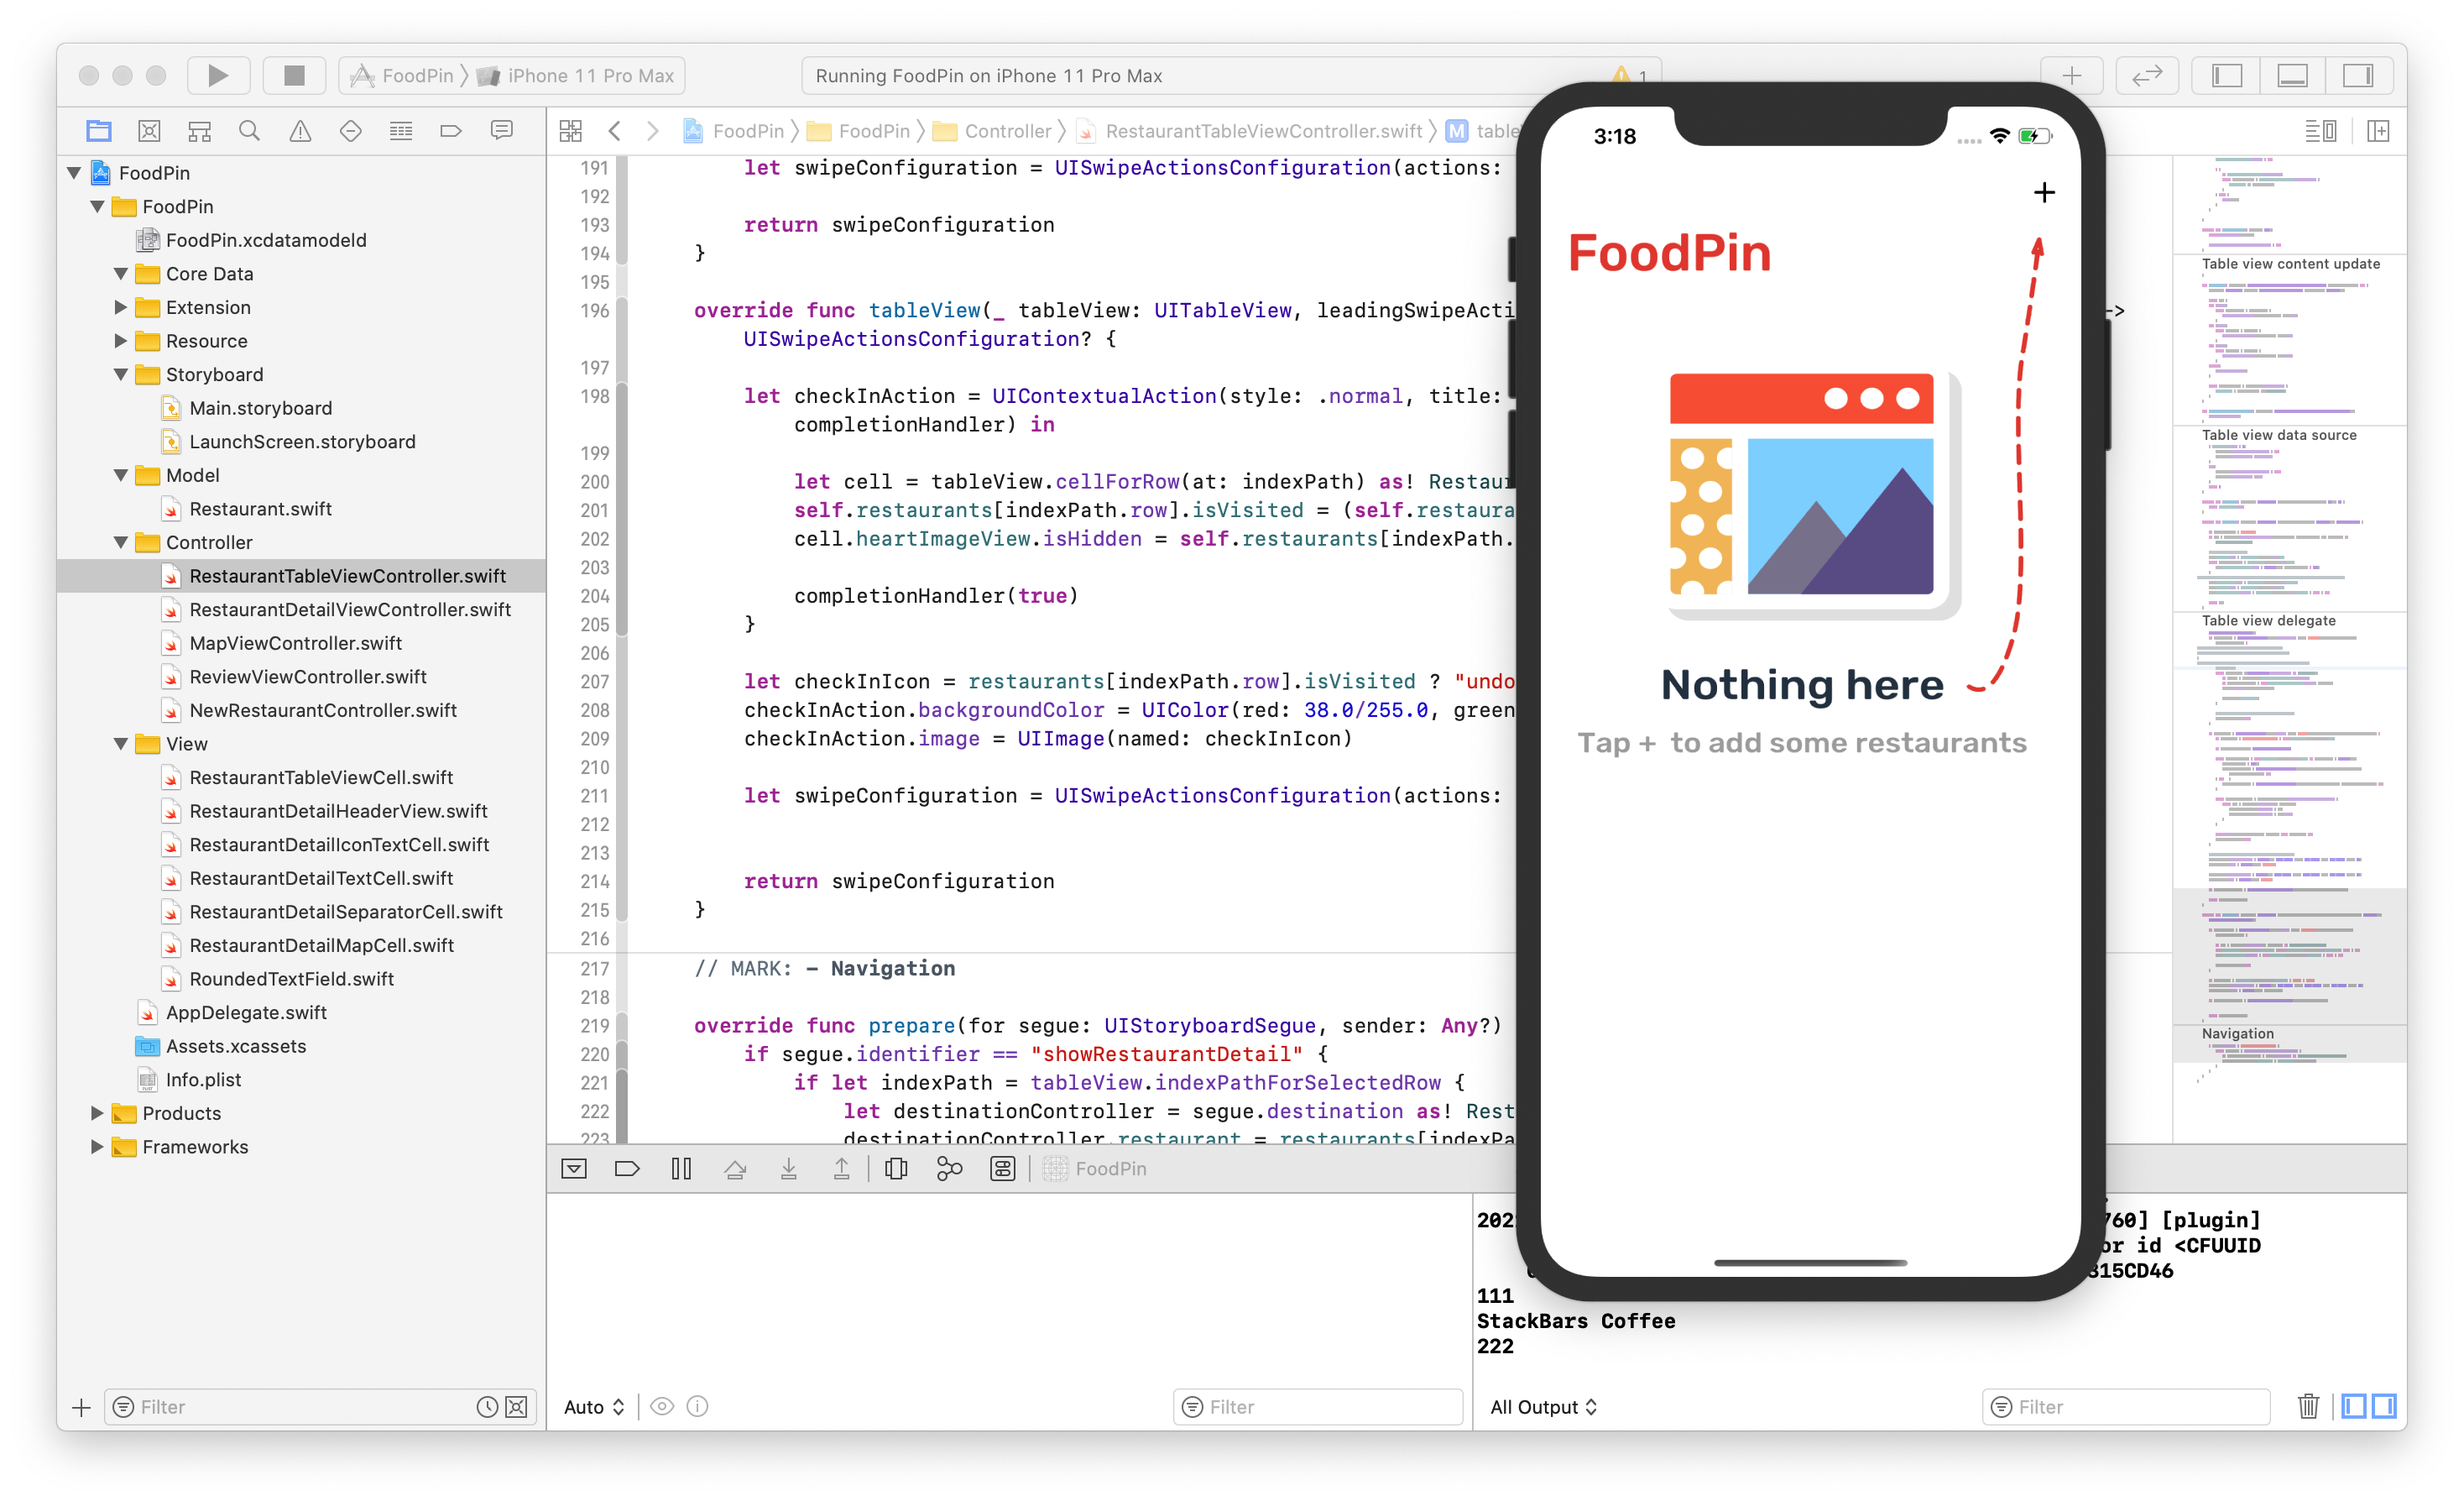 FoodPin 〉 iPhone 11 Pro Max
Running FoodPin on iPhone 11 Pro Max
1
FoodPin 〉 FoodPin 〉 Controller 〉 RestaurantTableViewController.swift 〉 M
FoodPin
FoodPin
FoodPin.xcdatamodeld
Core Data
Extension
Resource
Storyboard
Main.storyboard
LaunchScreen.storyboard
Model
Restaurant.swift
Controller
RestaurantTableViewController.swift
RestaurantDetailViewController.swift
MapViewController.swift
ReviewViewController.swift
NewRestaurantController.swift
View
RestaurantTableViewCell.swift
RestaurantDetailHeaderView.swift
RestaurantDetailIconTextCell.swift
RestaurantDetailTextCell.swift
RestaurantDetailSeparatorCell.swift
RestaurantDetailMapCell.swift
RoundedTextField.swift
AppDelegate.swift
Assets.xcassets
Info.plist
Products
Frameworks
Filter
191 let swipeConfiguration = UISwipeActionsConfiguration(actions:
192
193 return swipeConfiguration
194 }
195
196 override func tableView(_ tableView: UITableView, leadingSwipeActi ->
UISwipeActionsConfiguration? {
197
198 let checkInAction = UIContextualAction(style: .normal, title:
completionHandler) in
199
200 let cell = tableView.cellForRow(at: indexPath) as! Restau
201 self.restaurants[indexPath.row].isVisited = (self.restaura
202 cell.heartImageView.isHidden = self.restaurants[indexPath.
203
204 completionHandler(true)
205 }
206
207 let checkInIcon = restaurants[indexPath.row].isVisited ? "undo
208 checkInAction.backgroundColor = UIColor(red: 38.0/255.0, green
209 checkInAction.image = UIImage(named: checkInIcon)
210
211 let swipeConfiguration = UISwipeActionsConfiguration(actions:
212
213
214 return swipeConfiguration
215 }
216
217 // MARK: - Navigation
218
219 override func prepare(for segue: UIStoryboardSegue, sender: Any?)
220 if segue.identifier == "showRestaurantDetail" {
221 if let indexPath = tableView.indexPathForSelectedRow {
222 let destinationController = segue.destination as! Rest
223 destinationController.restaurant = restaurants[indexPa
3:18
+
FoodPin
Nothing here
Tap + to add some restaurants
Table view content update
Table view data source
Table view delegate
Navigation
FoodPin
202 760] [plugin]
or id <CFUUID
315CD46
111
StackBars Coffee
222
Auto
Filter
All Output
Filter